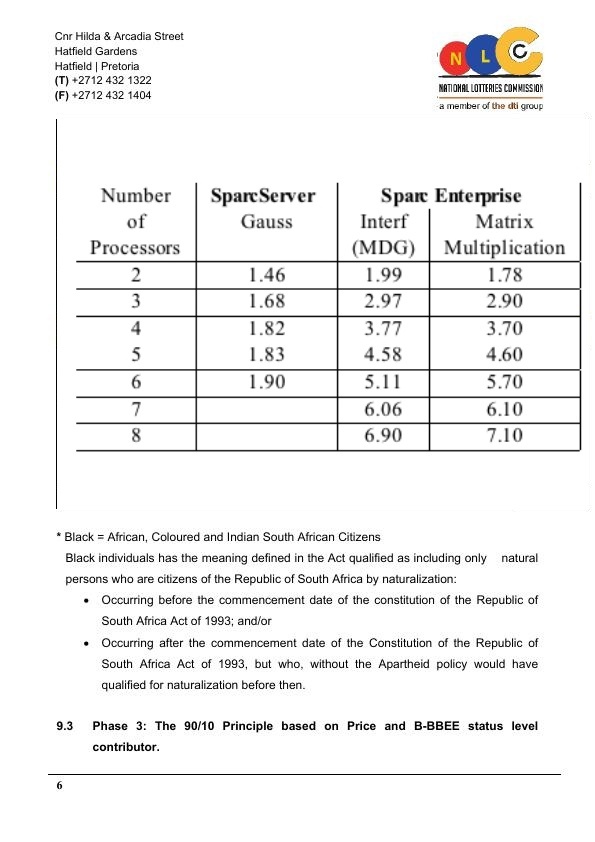 Cnr Hilda & Arcadia Street
Hatfield Gardens
Hatfield | Pretoria
(T) +2712 432 1322
(F) +2712 432 1404
N L C
NATIONAL LOTTERIES COMMISSION
a member of the dti group
Number SparcServer Sparc Enterprise
of Gauss Interf Matrix
Processors (MDG) Multiplication
2 1.46 1.99 1.78
3 1.68 2.97 2.90
4 1.82 3.77 3.70
5 1.83 4.58 4.60
6 1.90 5.11 5.70
7 6.06 6.10
8 6.90 7.10
* Black = African, Coloured and Indian South African Citizens
Black individuals has the meaning defined in the Act qualified as including only natural
persons who are citizens of the Republic of South Africa by naturalization:
• Occurring before the commencement date of the constitution of the Republic of
South Africa Act of 1993; and/or
• Occurring after the commencement date of the Constitution of the Republic of
South Africa Act of 1993, but who, without the Apartheid policy would have
qualified for naturalization before then.
9.3 Phase 3: The 90/10 Principle based on Price and B-BBEE status level
contributor.
6